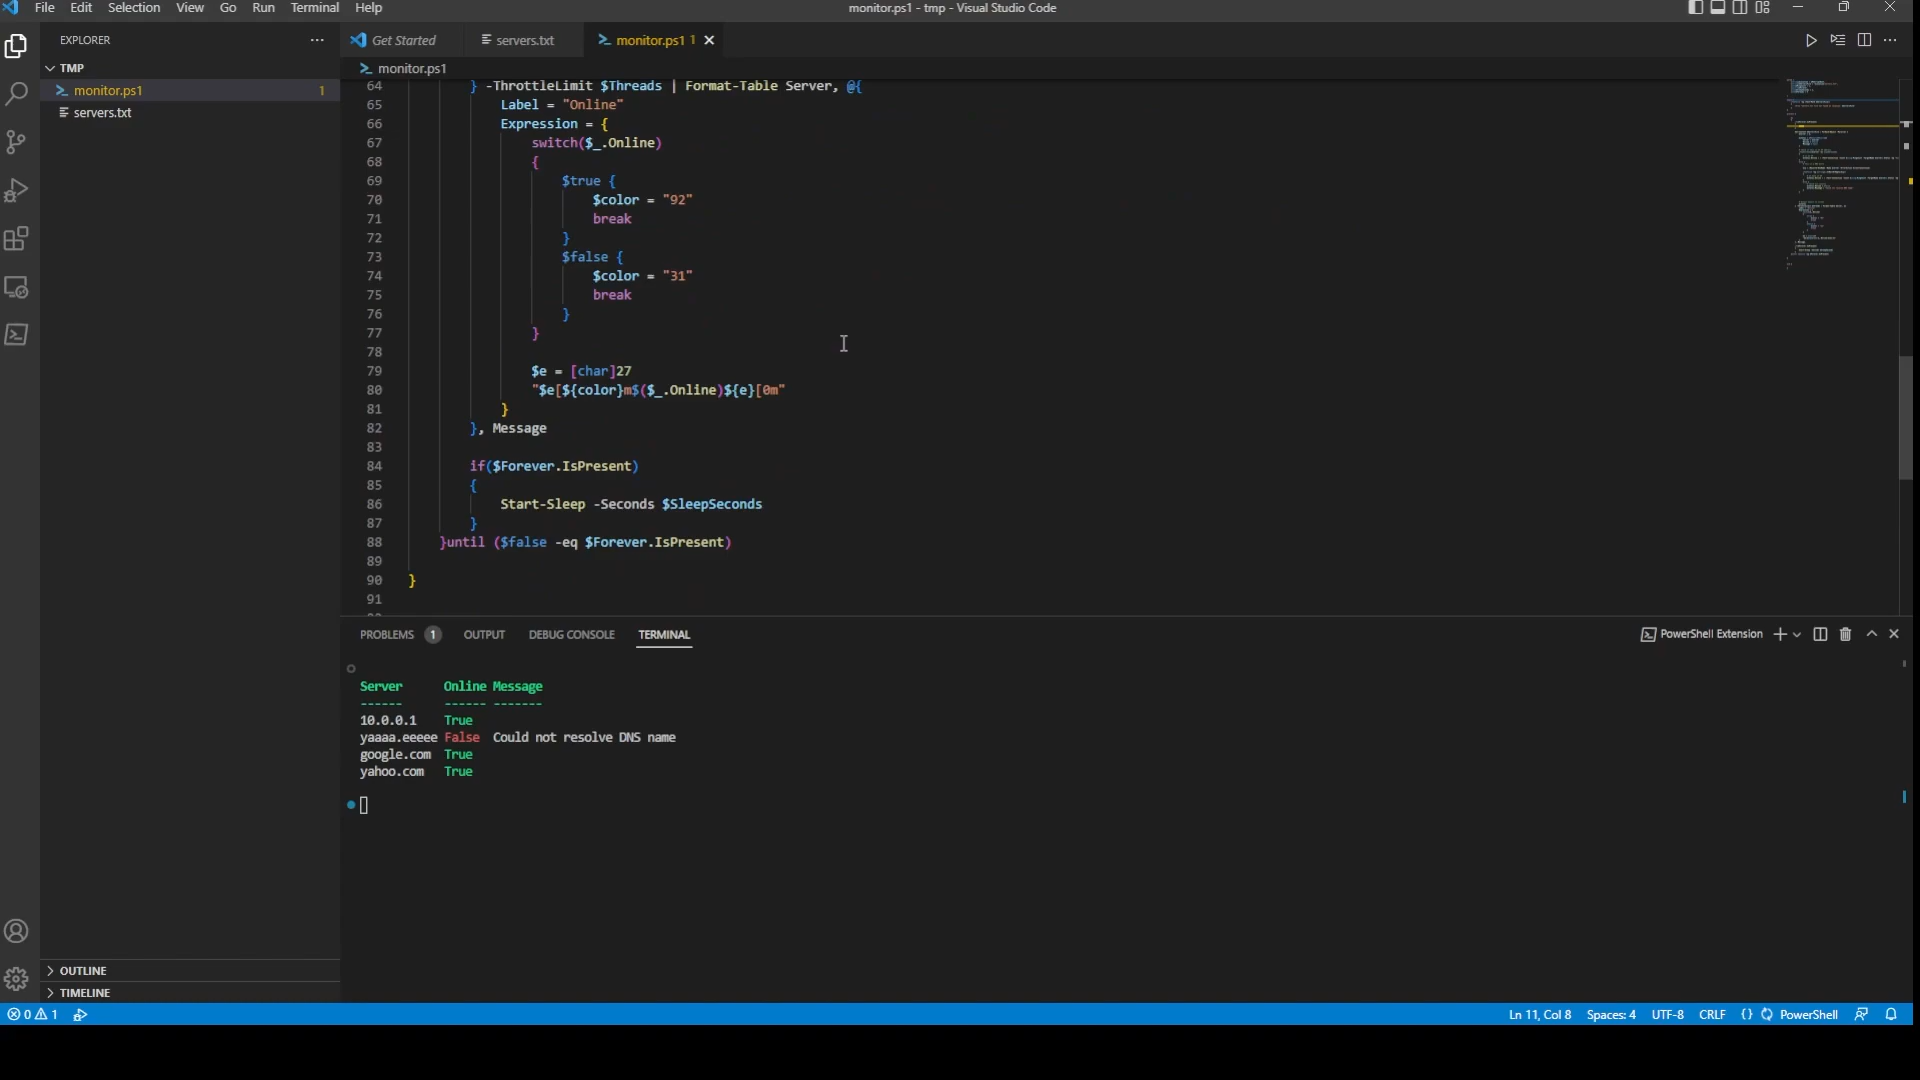 File Edit Selection View Go Run Terminal Help
monitor.ps1 - tmp - Visual Studio Code
EXPLORER
TMP
monitor.ps1 1
servers.txt
OUTLINE
TIMELINE
Get Started servers.txt monitor.ps1 1
monitor.ps1
64 } -ThrottleLimit $Threads | Format-Table Server, @{
65 Label = "Online"
66 Expression = {
67 switch($_.Online)
68 {
69 $true {
70 $color = "92"
71 break
72 }
73 $false {
74 $color = "31"
75 break
76 }
77 }
78
79 $e = [char]27
80 "$e[${color}m$($_.Online)${e}[0m"
81 }
82 }, Message
83
84 if($Forever.IsPresent)
85 {
86 Start-Sleep -Seconds $SleepSeconds
87 }
88 }until ($false -eq $Forever.IsPresent)
89
90 }
91
PROBLEMS 1 OUTPUT DEBUG CONSOLE TERMINAL
PowerShell Extension
Server Online Message
------ ------ -------
10.0.0.1 True
yaaaa.eeeee False Could not resolve DNS name
google.com True
yahoo.com True
0 1
Ln 11, Col 8 Spaces: 4 UTF-8 CRLF {} PowerShell